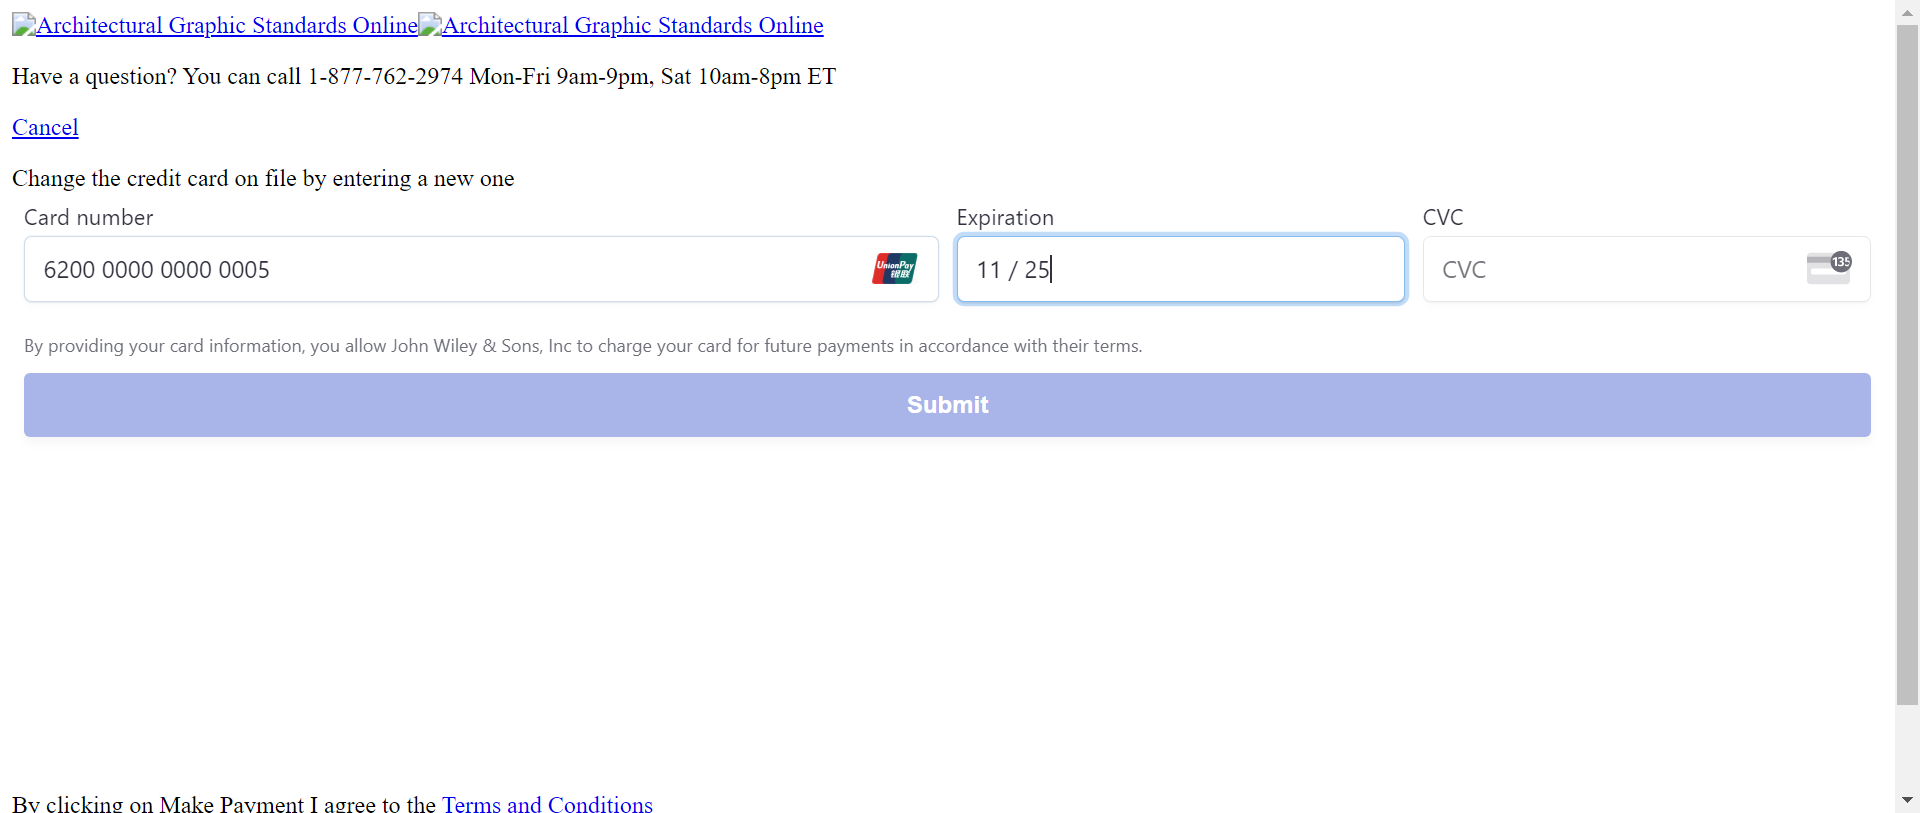 Architectural Graphic Standards Online Architectural Graphic Standards Online
Have a question? You can call 1-877-762-2974 Mon-Fri 9am-9pm, Sat 10am-8pm ET
Cancel
Change the credit card on file by entering a new one
Card number Expiration CVC
6200 0000 0000 0005 UnionPay 银联 11 / 25 CVC 135
By providing your card information, you allow John Wiley & Sons, Inc to charge your card for future payments in accordance with their terms.
Submit
By clicking on Make Payment I agree to the Terms and Conditions